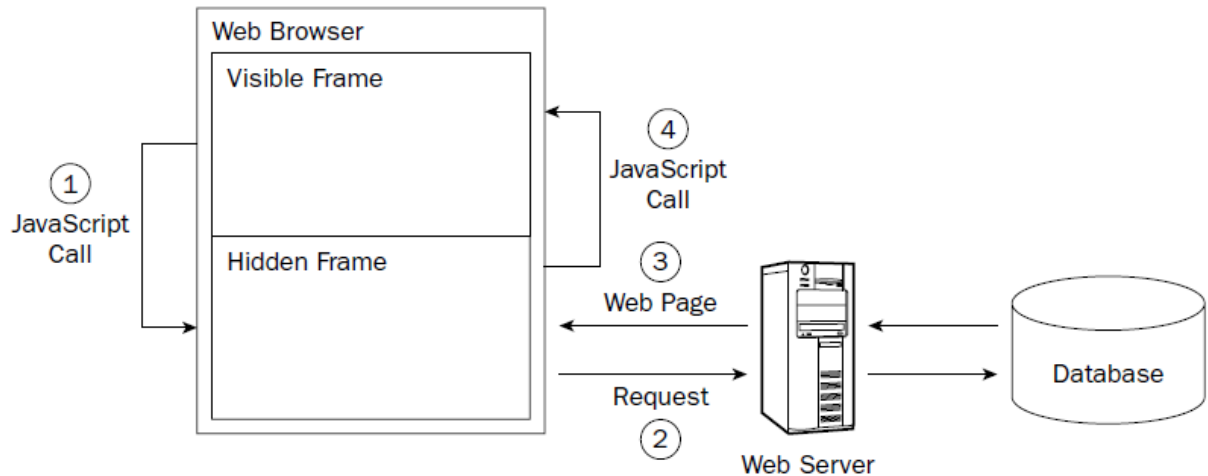 Web Browser
Visible Frame
4
JavaScript
Call
1
JavaScript
Call
Hidden Frame
3
Web Page
Request
2
Database
Web Server